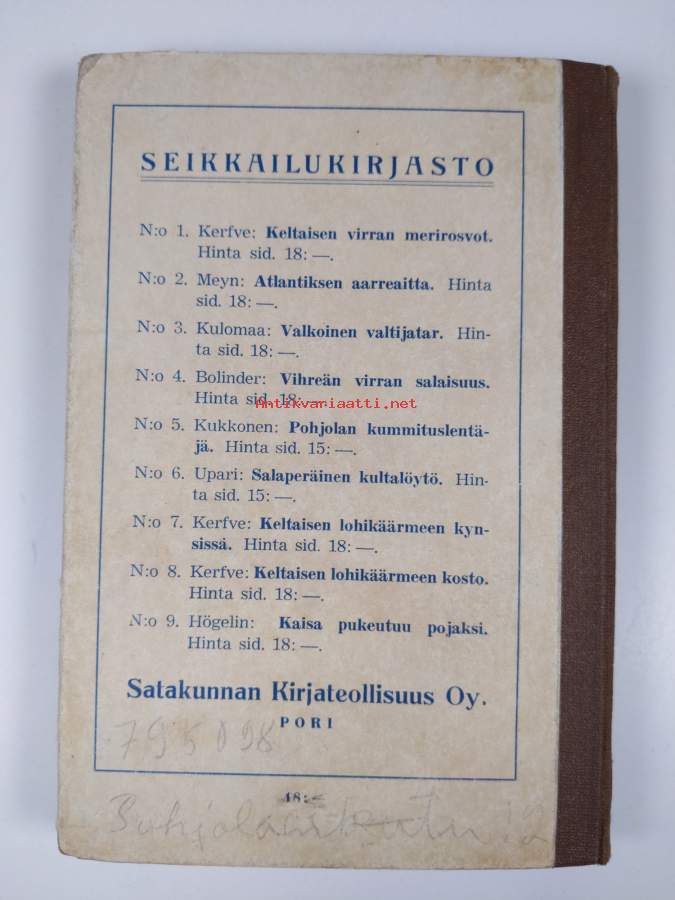 SEIKKAILUKIRJASTO
N:o 1. Kerfve: Keltaisen virran merirosvot.
Hinta sid. 18: —.
N:o 2. Meyn: Atlantiksen aarreaitta. Hinta
sid. 18: —.
N:o 3. Kulomaa: Valkoinen valtijatar. Hin-
ta sid. 18: —.
N:o 4. Bolinder: Vihreän virran salaisuus.
Hinta sid. 18: —.
Antikvariaatti.net
N:o 5. Kukkonen: Pohjolan kummituslentä-
jä. Hinta sid. 15: —.
N:o 6. Upari: Salaperäinen kultalöytö. Hin-
ta sid. 15: —.
N:o 7. Kerfve: Keltaisen lohikäärmeen kyn-
sissä. Hinta sid. 18: —.
N:o 8. Kerfve: Keltaisen lohikäärmeen kosto.
Hinta sid. 18: —.
N:o 9. Högelin: Kaisa pukeutuu pojaksi.
Hinta sid. 18: —.
Satakunnan Kirjateollisuus Oy.
PORI
18:—